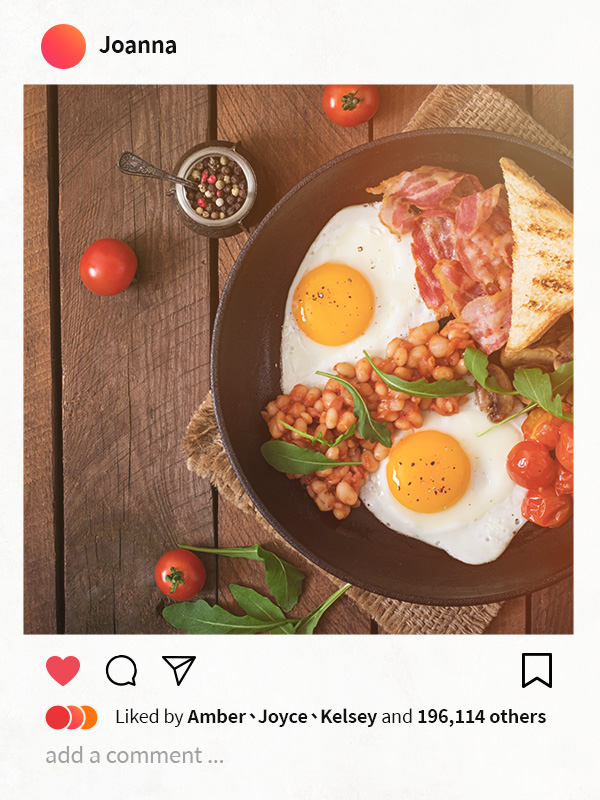 Joanna
Liked by Amber、Joyce、Kelsey and 196,114 others
add a comment ...